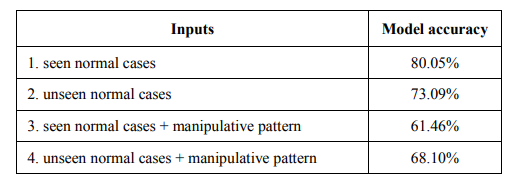 Inputs Model accuracy
1. seen normal cases 80.05%
2. unseen normal cases 73.09%
3. seen normal cases + manipulative pattern 61.46%
4. unseen normal cases + manipulative pattern 68.10%